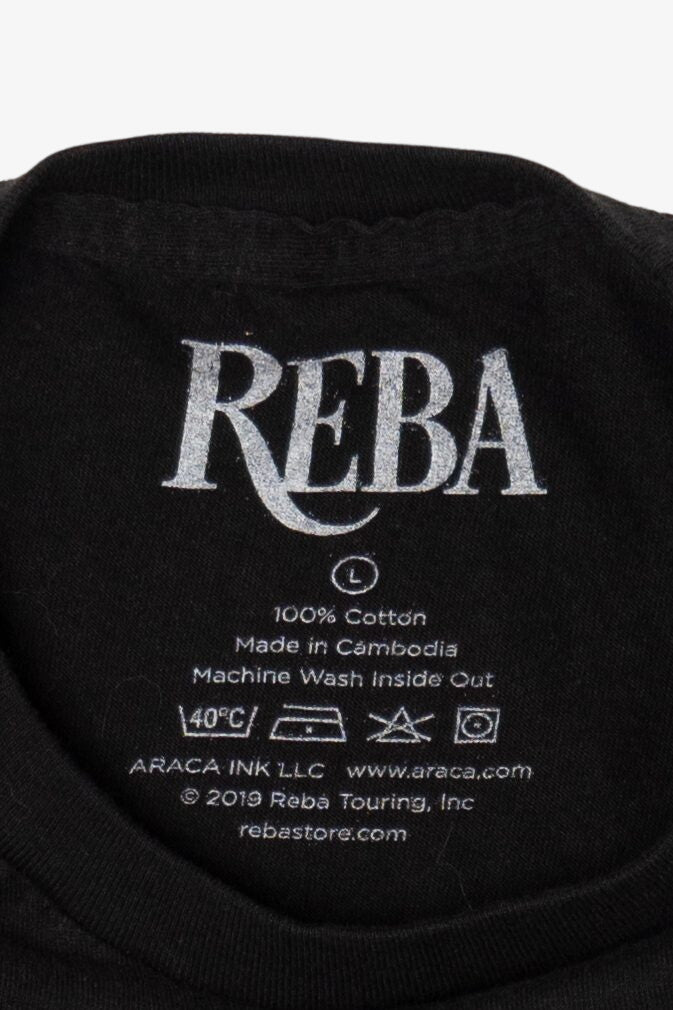 REBA
L
100% Cotton
Made in Cambodia
Machine Wash Inside Out
40°C
ARACA INK LLC www.araca.com
© 2019 Reba Touring, Inc
rebastore.com